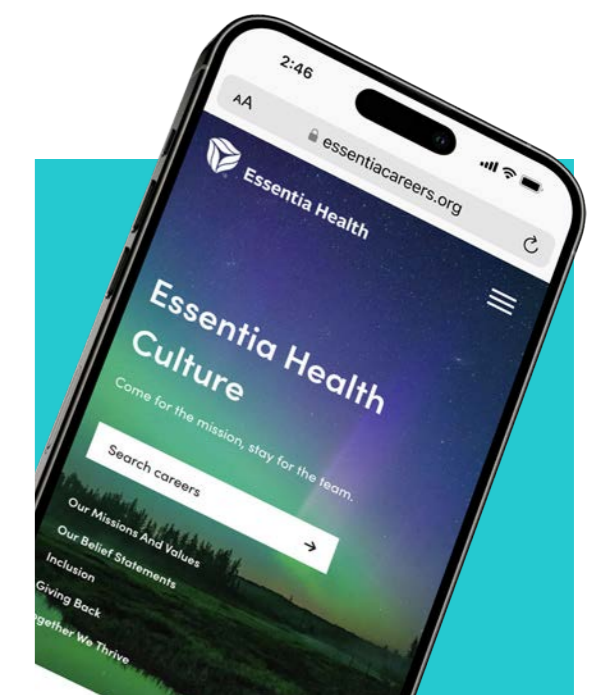 2:46
AA
essentiacareers.org
Essentia Health
Essentia Health
Culture
Come for the mission, stay for the team.
Search careers
Our Missions And Values
Our Belief Statements
Inclusion
Giving Back
ogether We Thrive